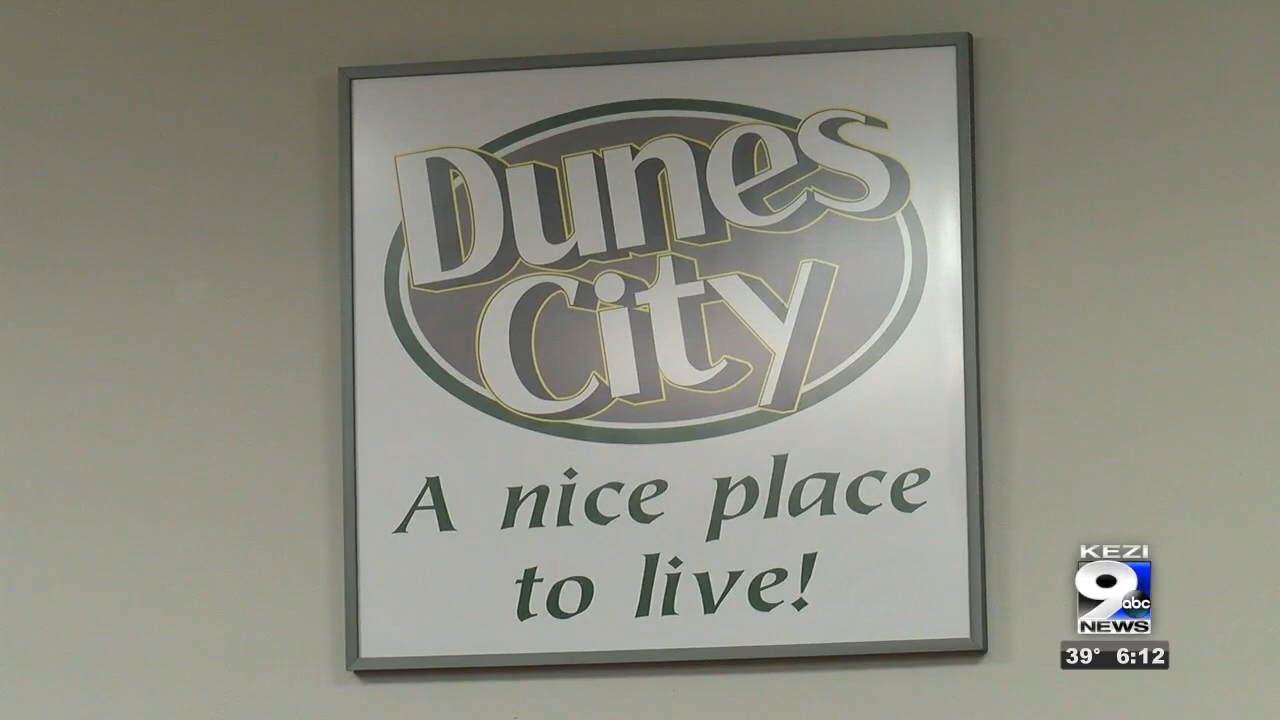 Dunes
City
A nice place
to live!
KEZI
9
abc
NEWS
39° 6:12